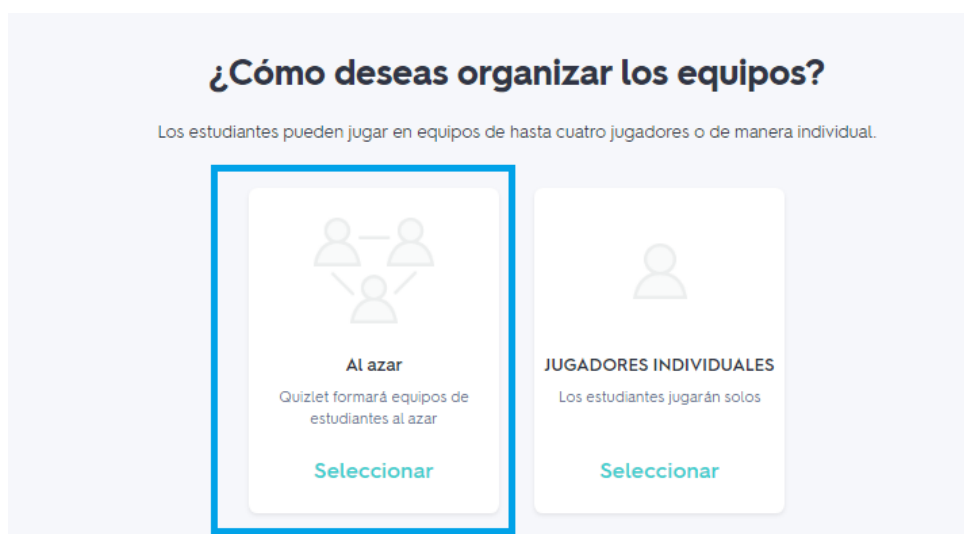 ¿Cómo deseas organizar los equipos?
Los estudiantes pueden jugar en equipos de hasta cuatro jugadores o de manera individual.
Al azar
Quizlet formará equipos de
estudiantes al azar
Seleccionar
JUGADORES INDIVIDUALES
Los estudiantes jugarán solos
Seleccionar